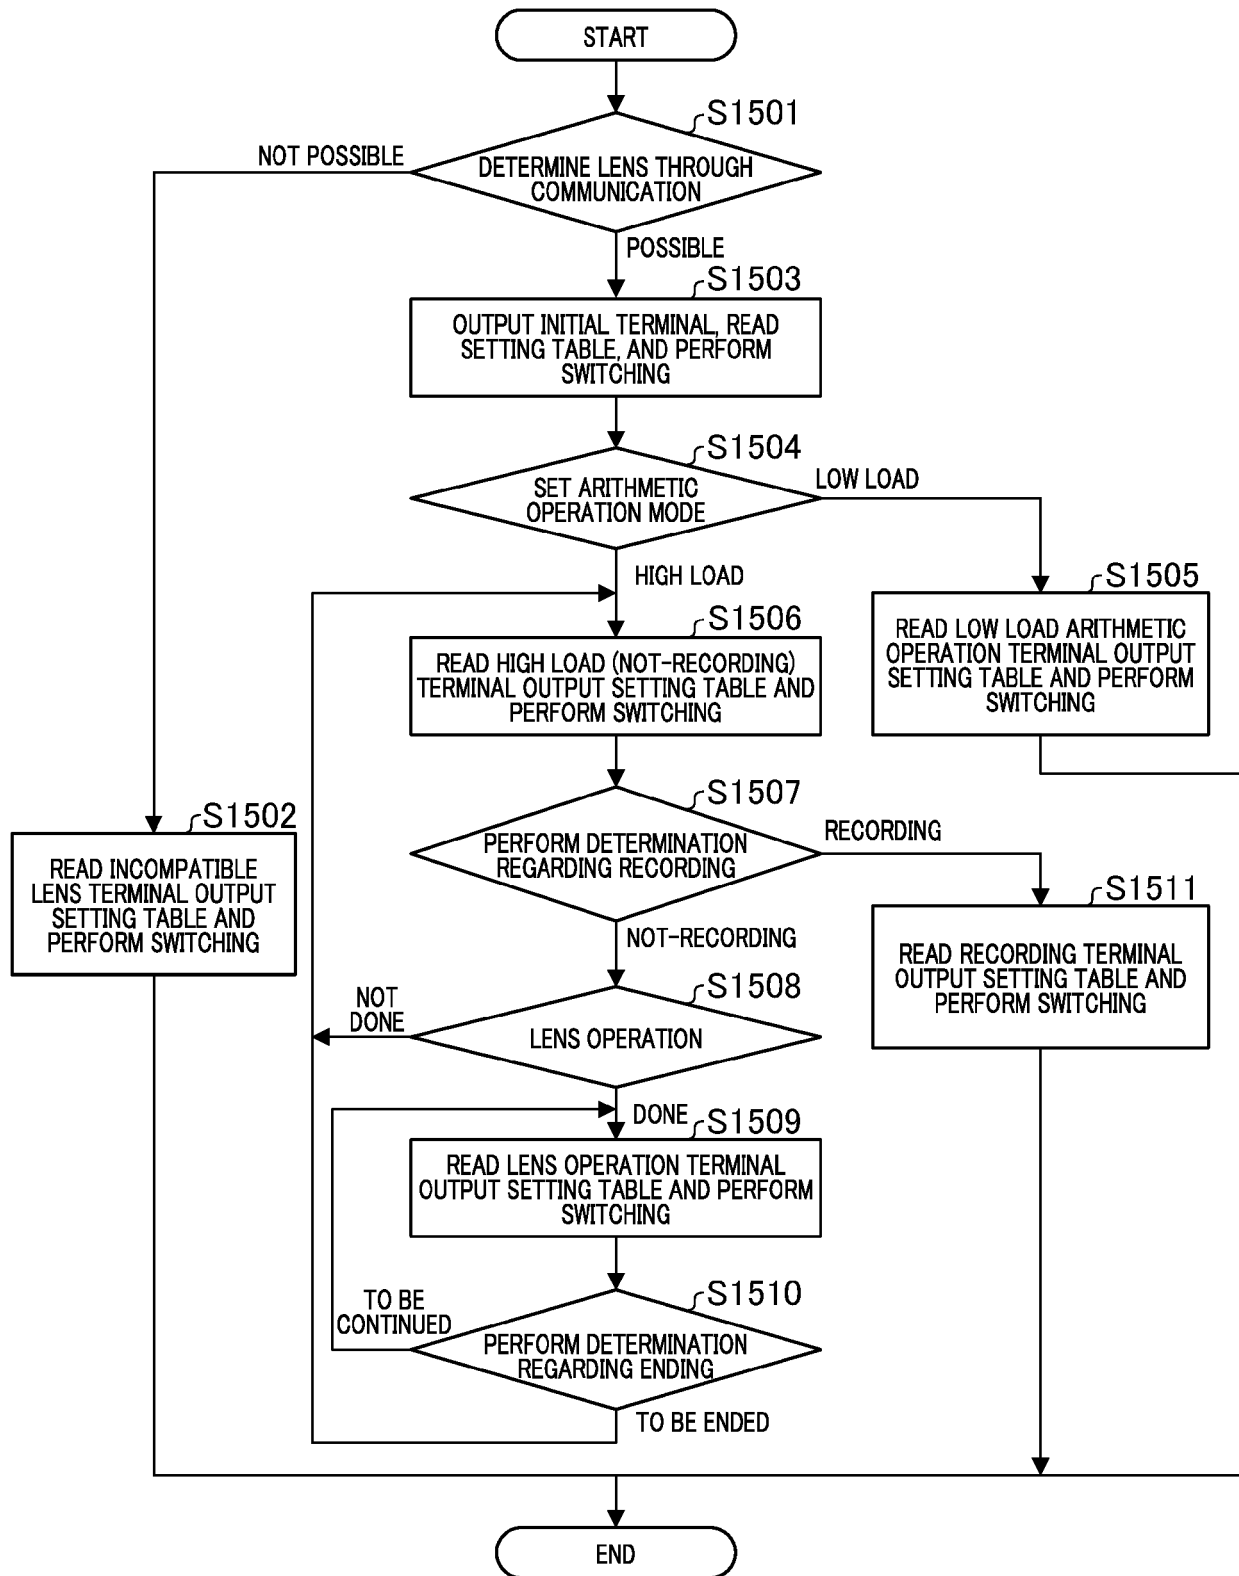 START
S1501
NOT POSSIBLE
DETERMINE LENS THROUGH
COMMUNICATION
POSSIBLE
S1503
OUTPUT INITIAL TERMINAL, READ
SETTING TABLE, AND PERFORM
SWITCHING
S1504
LOW LOAD
SET ARITHMETIC
OPERATION MODE
HIGH LOAD
S1505
READ LOW LOAD ARITHMETIC
OPERATION TERMINAL OUTPUT
SETTING TABLE AND PERFORM
SWITCHING
S1506
READ HIGH LOAD (NOT-RECORDING)
TERMINAL OUTPUT SETTING TABLE AND
PERFORM SWITCHING
S1507
RECORDING
PERFORM DETERMINATION
REGARDING RECORDING
S1502
READ INCOMPATIBLE
LENS TERMINAL OUTPUT
SETTING TABLE AND
PERFORM SWITCHING
S1511
READ RECORDING TERMINAL
OUTPUT SETTING TABLE AND
PERFORM SWITCHING
NOT-RECORDING
S1508
NOT
DONE
LENS OPERATION
DONE
S1509
READ LENS OPERATION TERMINAL
OUTPUT SETTING TABLE AND PERFORM
SWITCHING
S1510
TO BE
CONTINUED
PERFORM DETERMINATION
REGARDING ENDING
TO BE ENDED
END